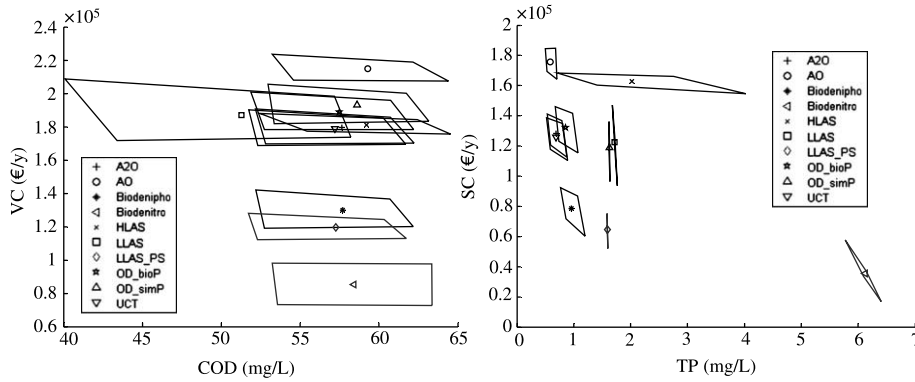 ×10⁵
2.6
2.4
2.2
2
1.8
1.6
1.4
1.2
1
0.8
0.6
VC (€/y)
A2O
AO
Biodenipho
Biodenitro
HLAS
LLAS
LLAS_PS
OD_bioP
OD_simP
UCT
40
45
50
55
60
65
COD (mg/L)
×10⁵
2
1.8
1.6
1.4
1.2
1
0.8
0.6
0.4
0.2
0
SC (€/y)
A2O
AO
Biodenipho
Biodenitro
HLAS
LLAS
LLAS_PS
OD_bioP
OD_simP
UCT
0
1
2
3
4
5
6
7
TP (mg/L)